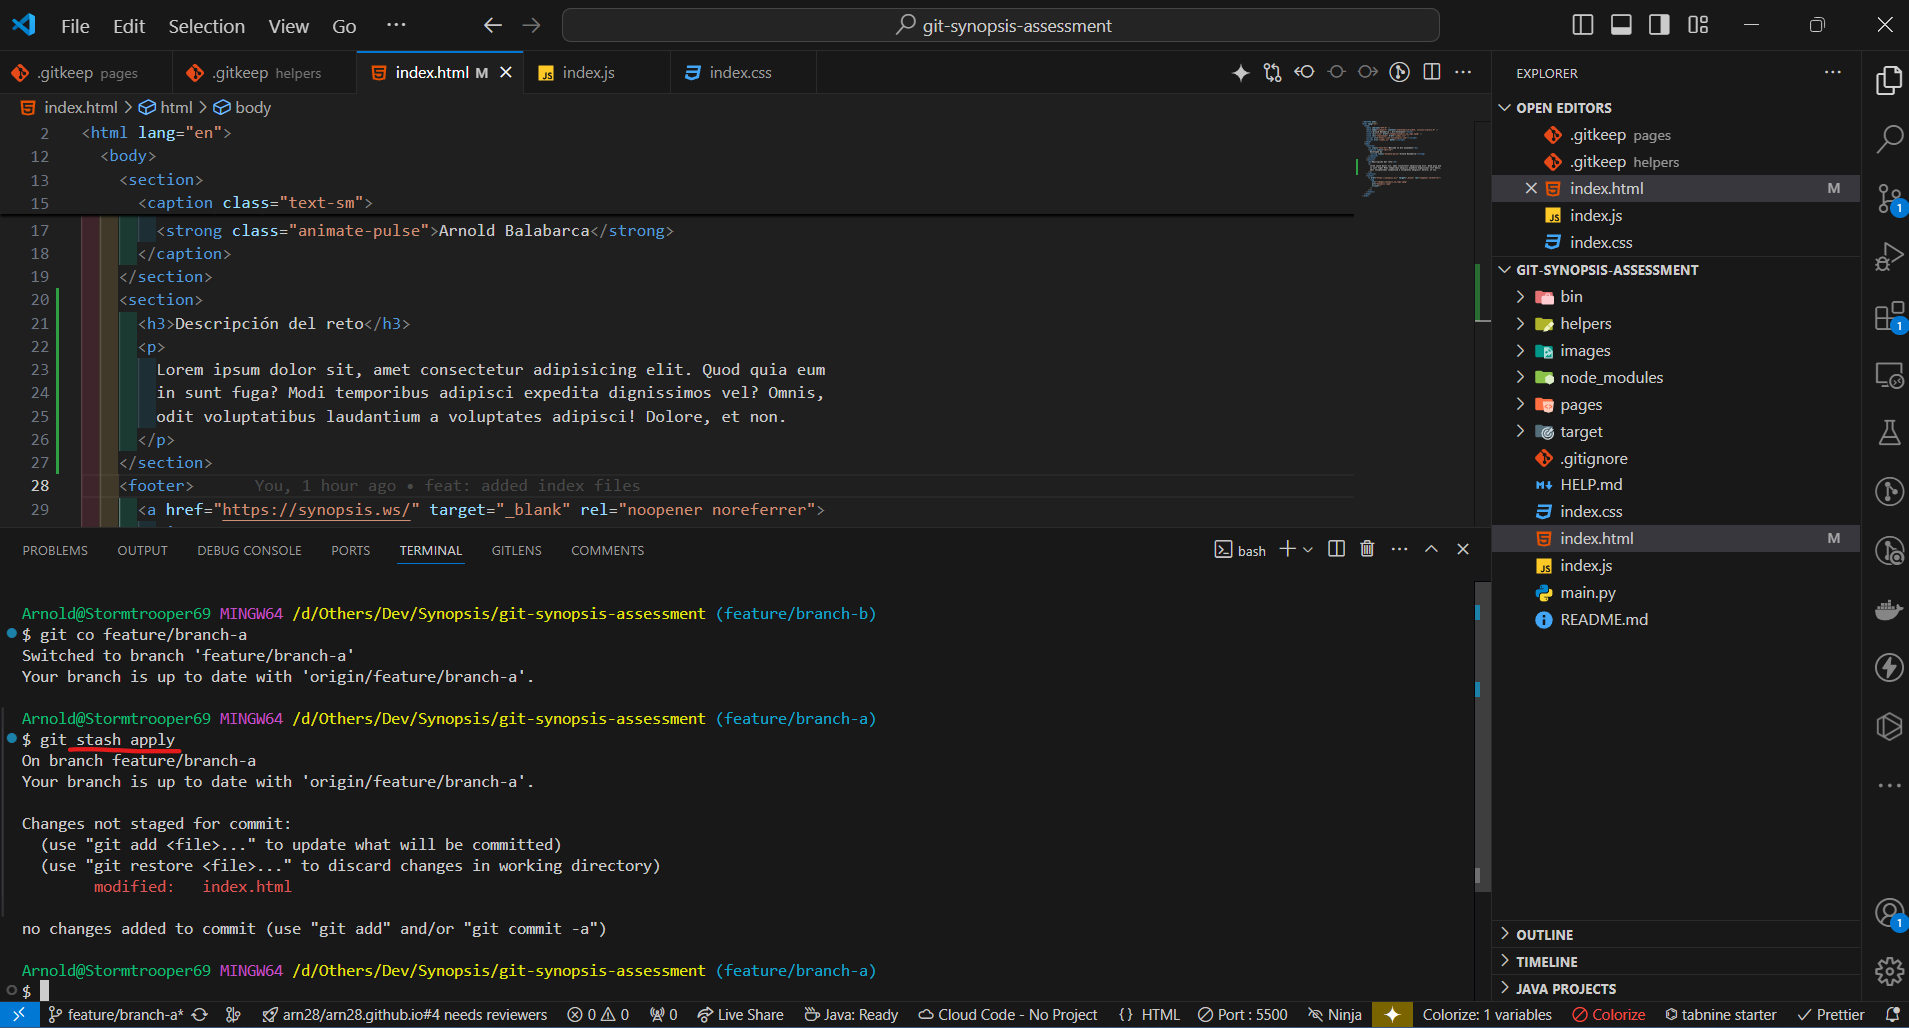 File Edit Selection View Go ··· git-synopsis-assessment
.gitkeep pages .gitkeep helpers index.html M index.js index.css
index.html > html > body
2 <html lang="en">
12 <body>
13 <section>
15 <caption class="text-sm">
17 <strong class="animate-pulse">Arnold Balabarca</strong>
18 </caption>
19 </section>
20 <section>
21 <h3>Descripción del reto</h3>
22 <p>
23 Lorem ipsum dolor sit, amet consectetur adipisicing elit. Quod quia eum
24 in sunt fuga? Modi temporibus adipisci expedita dignissimos vel? Omnis,
25 odit voluptatibus laudantium a voluptates adipisci! Dolore, et non.
26 </p>
27 </section>
28 <footer> You, 1 hour ago • feat: added index files
29 <a href="https://synopsis.ws/" target="_blank" rel="noopener noreferrer">
PROBLEMS OUTPUT DEBUG CONSOLE PORTS TERMINAL GITLENS COMMENTS bash
Arnold@Stormtrooper69 MINGW64 /d/Others/Dev/Synopsis/git-synopsis-assessment (feature/branch-b)
$ git co feature/branch-a
Switched to branch 'feature/branch-a'
Your branch is up to date with 'origin/feature/branch-a'.
Arnold@Stormtrooper69 MINGW64 /d/Others/Dev/Synopsis/git-synopsis-assessment (feature/branch-a)
$ git stash apply
On branch feature/branch-a
Your branch is up to date with 'origin/feature/branch-a'.
Changes not staged for commit:
(use "git add <file>..." to update what will be committed)
(use "git restore <file>..." to discard changes in working directory)
modified: index.html
no changes added to commit (use "git add" and/or "git commit -a")
Arnold@Stormtrooper69 MINGW64 /d/Others/Dev/Synopsis/git-synopsis-assessment (feature/branch-a)
$
EXPLORER
OPEN EDITORS
.gitkeep pages
.gitkeep helpers
index.html M
index.js
index.css
GIT-SYNOPSIS-ASSESSMENT
bin
helpers
images
node_modules
pages
target
.gitignore
HELP.md
index.css
index.html M
index.js
main.py
README.md
OUTLINE
TIMELINE
JAVA PROJECTS
1
1
1
feature/branch-a* arn28/arn28.github.io#4 needs reviewers 0 0 0 Live Share Java: Ready Cloud Code - No Project {} HTML Port : 5500 Ninja Colorize: 1 variables Colorize tabnine starter Prettier